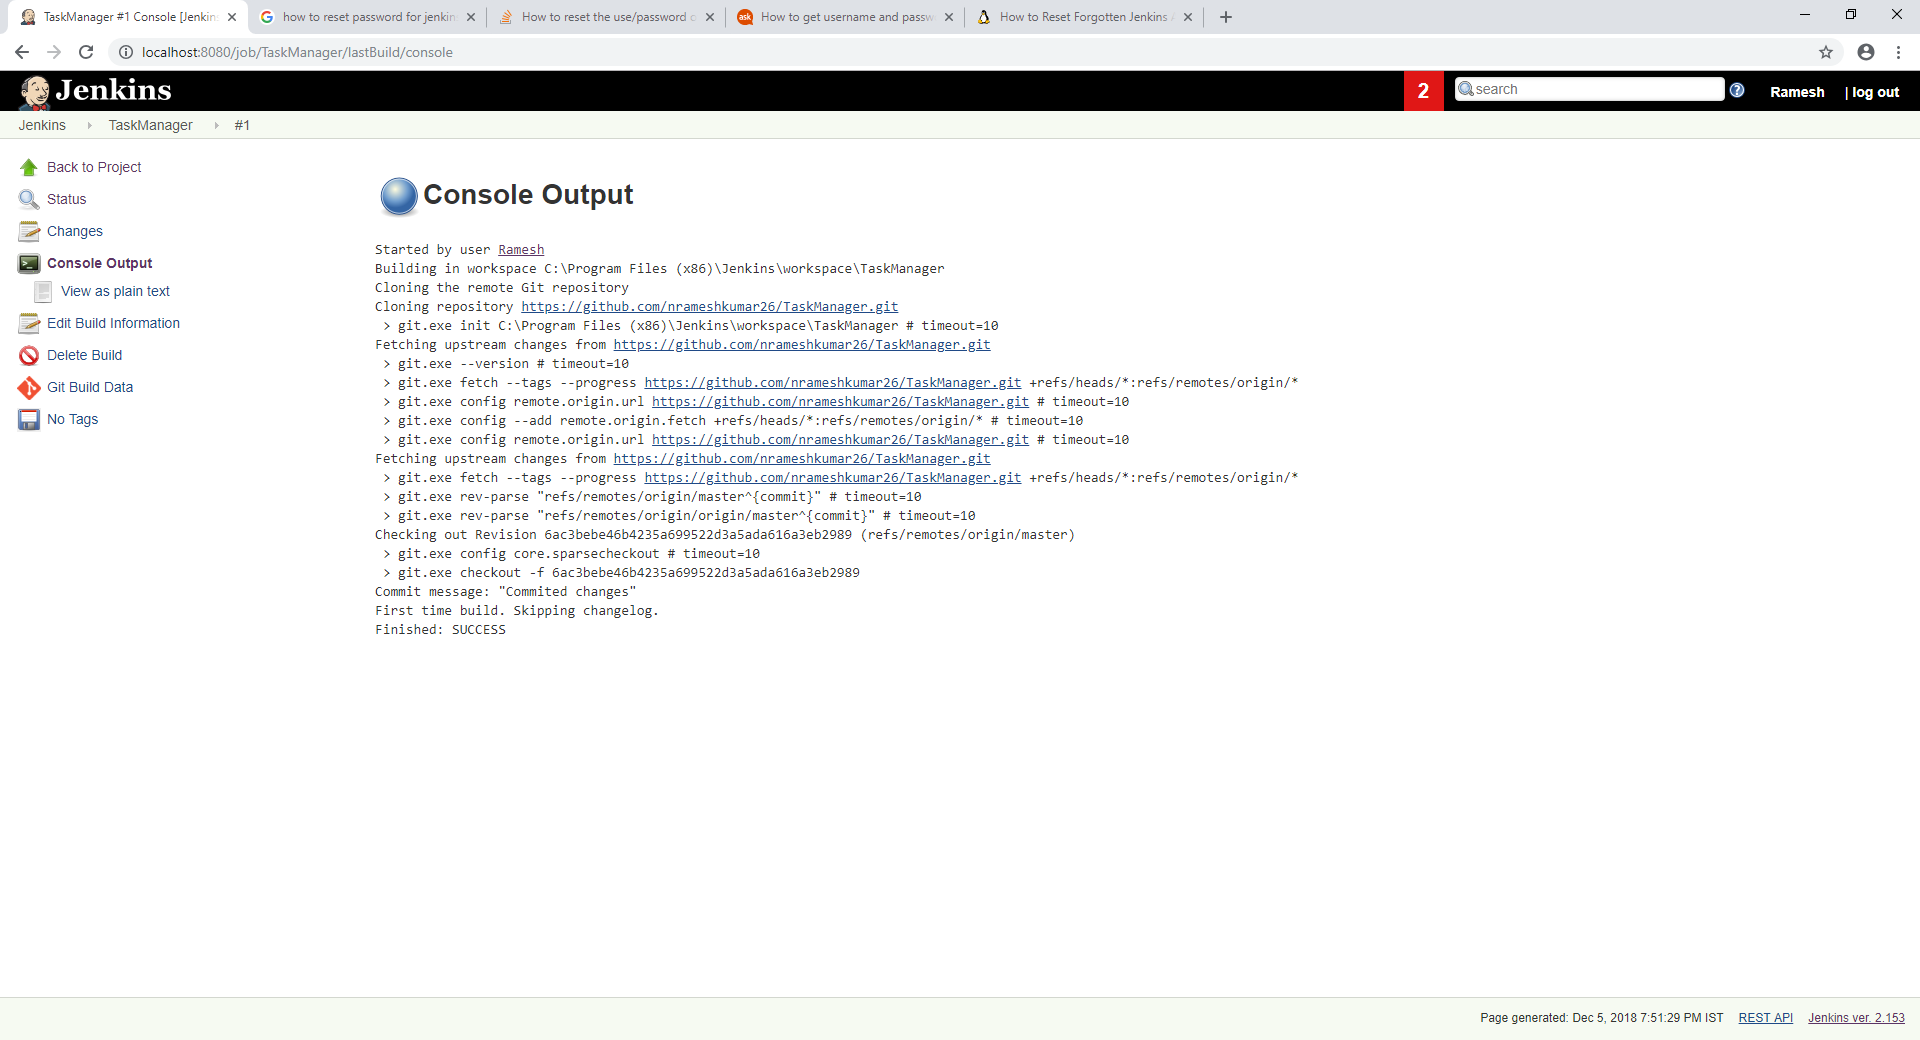 TaskManager #1 Console [Jenkins
how to reset password for jenkin
How to reset the use/password o
How to get username and passw
How to Reset Forgotten Jenkins
localhost:8080/job/TaskManager/lastBuild/console
Jenkins
2
search
?
Ramesh
| log out
Jenkins
TaskManager
#1
Back to Project
Status
Changes
Console Output
View as plain text
Edit Build Information
Delete Build
Git Build Data
No Tags
Console Output
Started by user Ramesh
Building in workspace C:\Program Files (x86)\Jenkins\workspace\TaskManager
Cloning the remote Git repository
Cloning repository https://github.com/nrameshkumar26/TaskManager.git
> git.exe init C:\Program Files (x86)\Jenkins\workspace\TaskManager # timeout=10
Fetching upstream changes from https://github.com/nrameshkumar26/TaskManager.git
> git.exe --version # timeout=10
> git.exe fetch --tags --progress https://github.com/nrameshkumar26/TaskManager.git +refs/heads/*:refs/remotes/origin/*
> git.exe config remote.origin.url https://github.com/nrameshkumar26/TaskManager.git # timeout=10
> git.exe config --add remote.origin.fetch +refs/heads/*:refs/remotes/origin/* # timeout=10
> git.exe config remote.origin.url https://github.com/nrameshkumar26/TaskManager.git # timeout=10
Fetching upstream changes from https://github.com/nrameshkumar26/TaskManager.git
> git.exe fetch --tags --progress https://github.com/nrameshkumar26/TaskManager.git +refs/heads/*:refs/remotes/origin/*
> git.exe rev-parse "refs/remotes/origin/master^{commit}" # timeout=10
> git.exe rev-parse "refs/remotes/origin/origin/master^{commit}" # timeout=10
Checking out Revision 6ac3bebe46b4235a699522d3a5ada616a3eb2989 (refs/remotes/origin/master)
> git.exe config core.sparsecheckout # timeout=10
> git.exe checkout -f 6ac3bebe46b4235a699522d3a5ada616a3eb2989
Commit message: "Commited changes"
First time build. Skipping changelog.
Finished: SUCCESS
Page generated: Dec 5, 2018 7:51:29 PM IST
REST API
Jenkins ver. 2.153